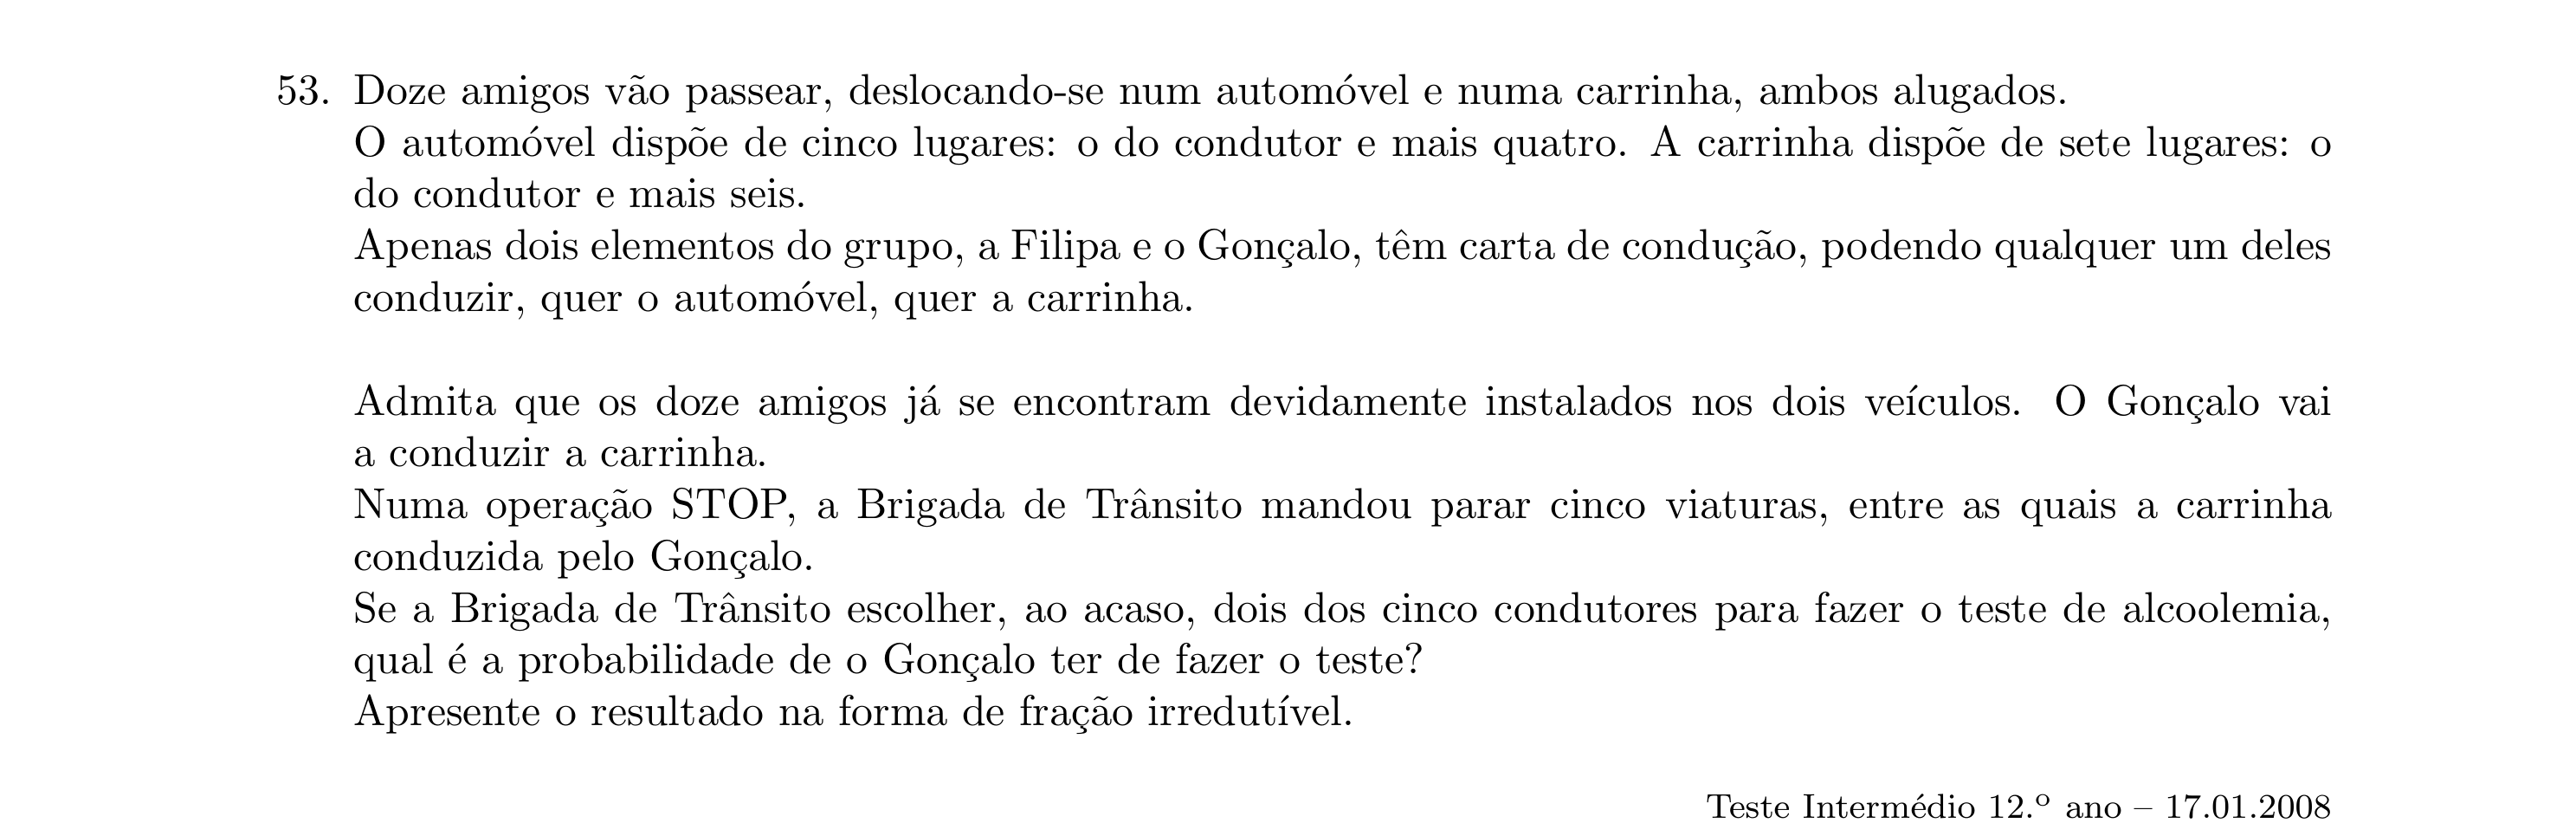 53. Doze amigos vão passear, deslocando-se num automóvel e numa carrinha, ambos alugados.
O automóvel dispõe de cinco lugares: o do condutor e mais quatro. A carrinha dispõe de sete lugares: o
do condutor e mais seis.
Apenas dois elementos do grupo, a Filipa e o Gonçalo, têm carta de condução, podendo qualquer um deles
conduzir, quer o automóvel, quer a carrinha.
Admita que os doze amigos já se encontram devidamente instalados nos dois veículos. O Gonçalo vai
a conduzir a carrinha.
Numa operação STOP, a Brigada de Trânsito mandou parar cinco viaturas, entre as quais a carrinha
conduzida pelo Gonçalo.
Se a Brigada de Trânsito escolher, ao acaso, dois dos cinco condutores para fazer o teste de alcoolemia,
qual é a probabilidade de o Gonçalo ter de fazer o teste?
Apresente o resultado na forma de fração irredutível.
Teste Intermédio 12.º ano – 17.01.2008